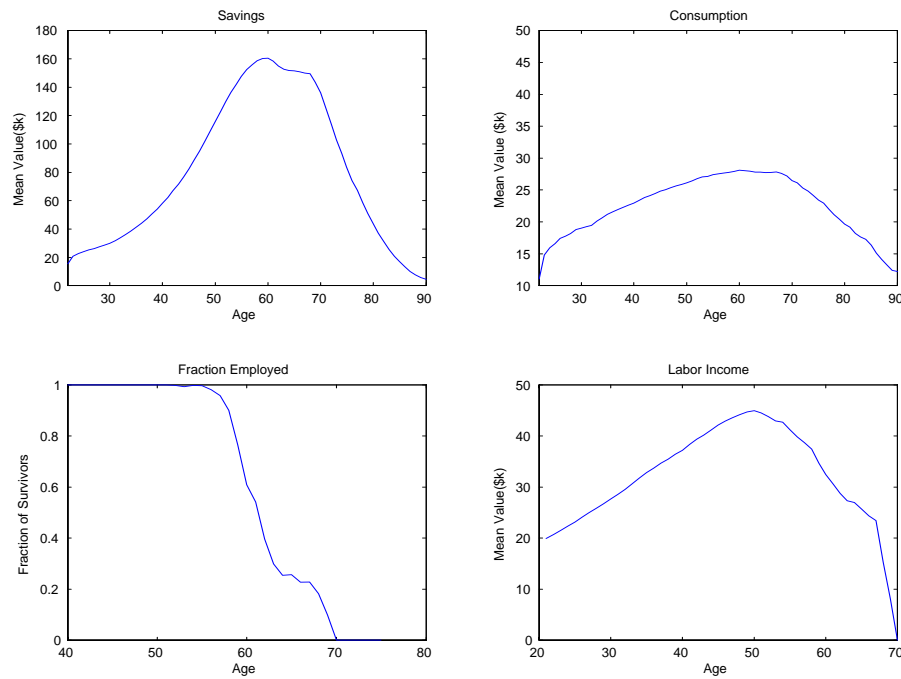 Savings
180
160
140
120
100
80
60
40
20
0
Mean Value($k)
30 40 50 60 70 80 90
Age
Consumption
50
45
40
35
30
25
20
15
10
Mean Value ($k)
30 40 50 60 70 80 90
Age
Fraction Employed
1
0.8
0.6
0.4
0.2
0
Fraction of Survivors
40 50 60 70 80
Age
Labor Income
50
40
30
20
10
0
Mean Value($k)
20 30 40 50 60 70
Age